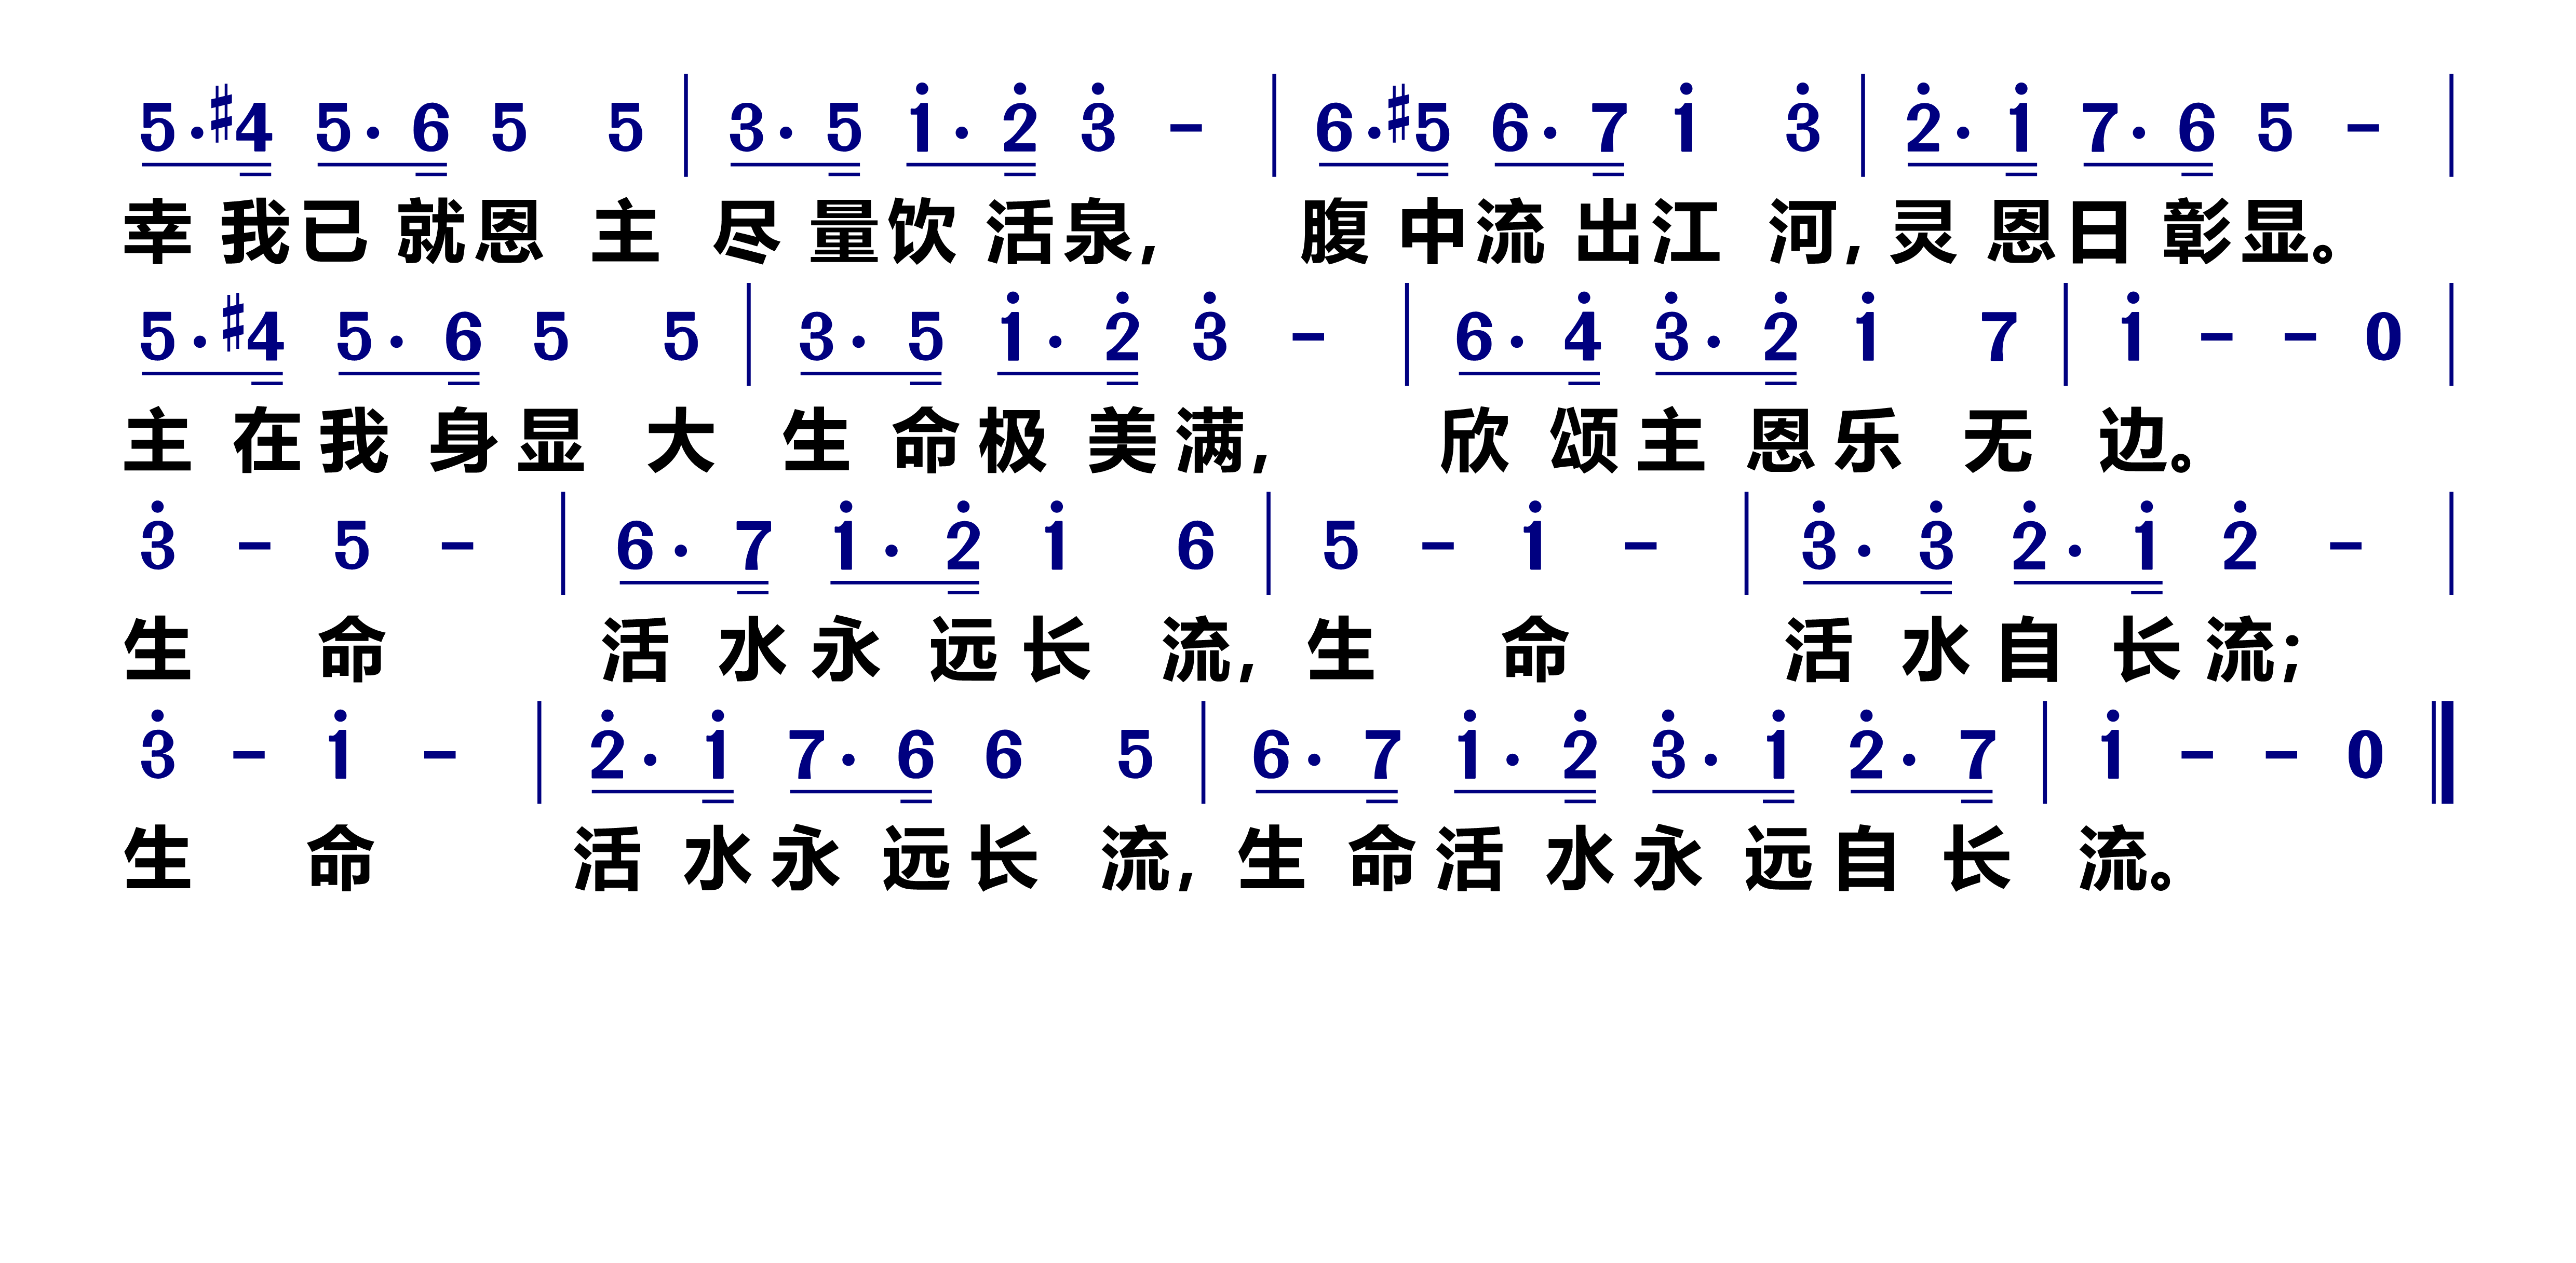 5·#4 5·6 5 5 | 3·5 1̇·2̇ 3̇ – | 6·#5 6·7 1̇ 3̇ | 2̇·1̇ 7·6 5 – |
幸我已就恩主尽量饮活泉,腹中流出江河,灵恩日彰显。
5·#4 5·6 5 5 | 3·5 1̇·2̇ 3̇ – | 6·4̇ 3̇·2̇ 1̇ 7 | 1̇ – – 0 |
主在我身显大生命极美满,欣颂主恩乐无边。
3̇ – 5 – | 6·7 1̇·2̇ 1̇ 6 | 5 – 1̇ – | 3̇·3̇ 2̇·1̇ 2̇ – |
生命活水永远长流,生命活水自长流;
3̇ – 1̇ – | 2̇·1̇ 7·6 6 5 | 6·7 1̇·2̇ 3̇·1̇ 2̇·7 | 1̇ – – 0 ‖
生命活水永远长流,生命活水永远自长流。